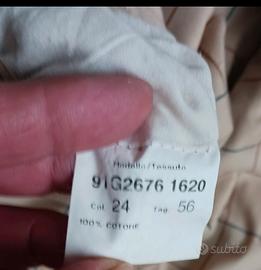 Modello/Tessuto
91G2676 1620
Col. 24 Tag. 56
100% COTONE
subito